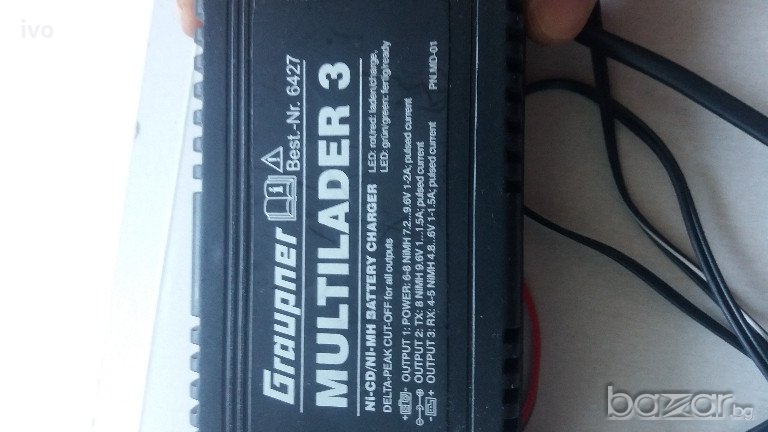 Graupner Best.-Nr. 6427
MULTILADER 3
Ni-CD/Ni-MH BATTERY CHARGER LED: rot/red: laden/charge,
DELTA-PEAK CUT-OFF for all outputs LED: grün/green: fertig/ready
OUTPUT 1: POWER: 6-8 NiMH 7.2...9.6V 1-2A; pulsed current
OUTPUT 2: TX: 8 NiMH 9.6V 1...1.5A; pulsed current
OUTPUT 3: RX: 4-5 NiMH 4.8...6V 1-1.5A; pulsed current PN.MD-01
ivo
bazar.bg